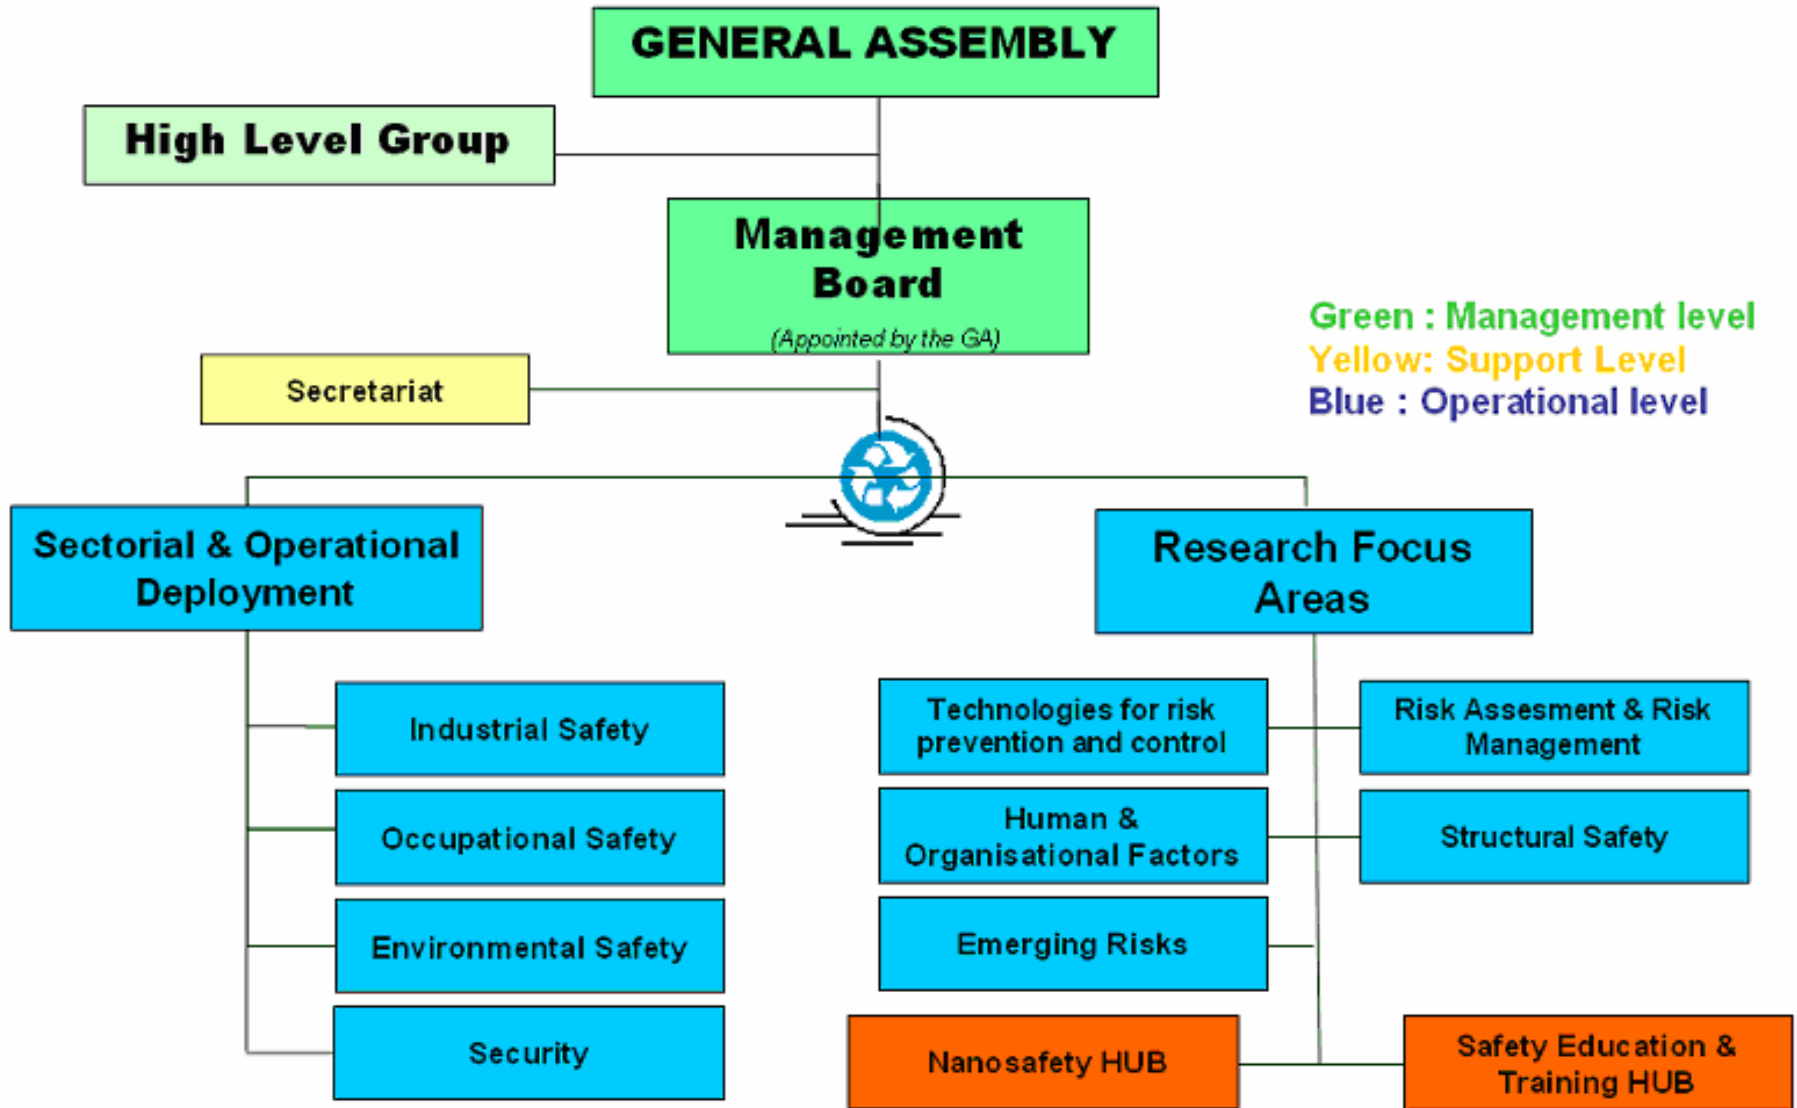 GENERAL ASSEMBLY
High Level Group
Management
Board
(Appointed by the GA)
Green : Management level
Yellow: Support Level
Blue : Operational level
Secretariat
Sectorial & Operational
Deployment
Research Focus
Areas
Industrial Safety
Occupational Safety
Environmental Safety
Security
Technologies for risk
prevention and control
Risk Assesment & Risk
Management
Human &
Organisational Factors
Structural Safety
Emerging Risks
Nanosafety HUB
Safety Education &
Training HUB